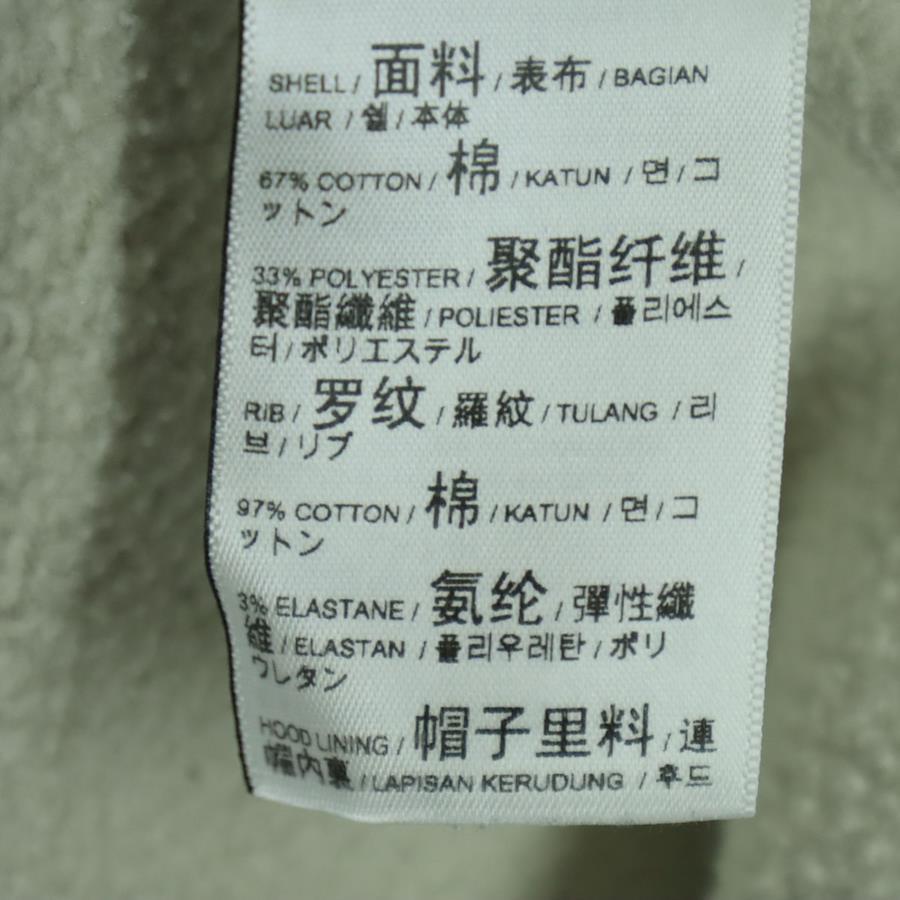 SHELL / 面料 / 表布 / BAGIAN
LUAR / 쉘 / 本体
67% COTTON / 棉 / KATUN / 면 / コ
ットン
33% POLYESTER / 聚酯纤维 /
聚酯纖維 / POLIESTER / 폴리에스
터 / ポリエステル
RIB / 罗纹 / 羅紋 / TULANG / 리
브 / リブ
97% COTTON / 棉 / KATUN / 면 / コ
ットン
3% ELASTANE / 氨纶 / 彈性纖
維 / ELASTAN / 폴리우레탄 / ポリ
ウレタン
HOOD LINING / 帽子里料 / 連
帽內裏 / LAPISAN KERUDUNG / 후드